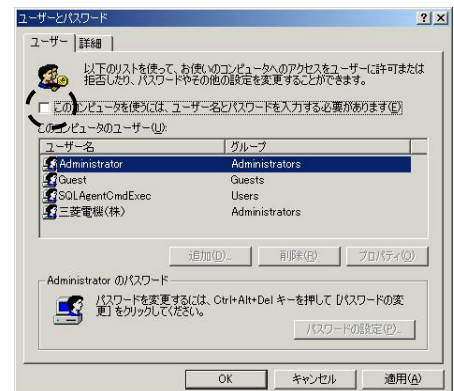 ユーザーとパスワード
ユーザー 詳細
以下のリストを使って、お使いのコンピュータへのアクセスをユーザーに許可または
拒否したり、パスワードやその他の設定を変更することができます。
このコンピュータを使うには、ユーザー名とパスワードを入力する必要があります(E)
このコンピュータのユーザー(U):
ユーザー名 グループ
Administrator Administrators
Guest Guests
SQLAgentCmdExec Users
三菱電機(株) Administrators
追加(D)... 削除(R) プロパティ(O)
Administrator のパスワード
パスワードを変更するには、Ctrl+Alt+Del キーを押して [パスワードの変
更] をクリックしてください。
パスワードの設定(P)...
OK キャンセル 適用(A)